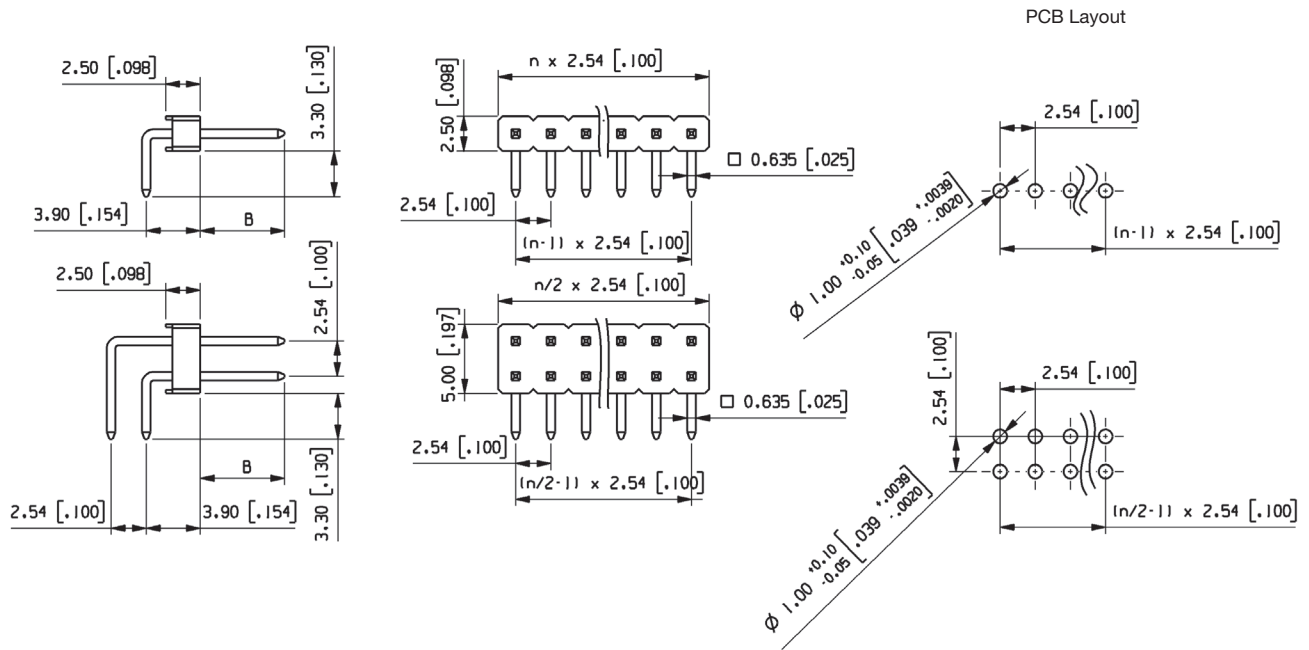 PCB Layout
2.50 [.098]
3.30 [.130]
3.90 [.154]
B
n x 2.54 [.100]
2.50 [.098]
□ 0.635 [.025]
2.54 [.100]
(n-1) x 2.54 [.100]
2.54 [.100]
(n-1) x 2.54 [.100]
Ø 1.00 +0.10 -0.05 [.039 +.0039 -.0020]
2.50 [.098]
2.54 [.100]
B
2.54 [.100]
3.90 [.154]
3.30 [.130]
n/2 x 2.54 [.100]
5.00 [.197]
□ 0.635 [.025]
2.54 [.100]
(n/2-1) x 2.54 [.100]
2.54 [.100]
2.54 [.100]
(n/2-1) x 2.54 [.100]
Ø 1.00 +0.10 -0.05 [.039 +.0039 -.0020]